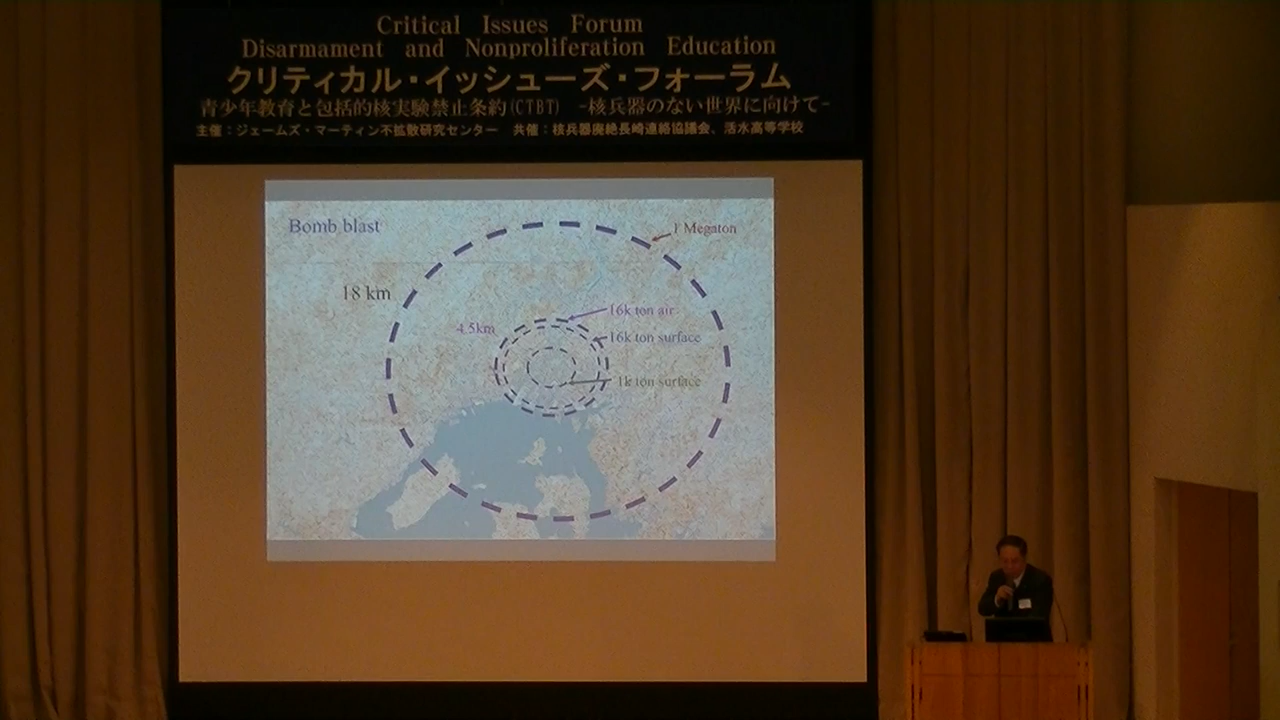 Critical Issues Forum
Disarmament and Nonproliferation Education
クリティカル・イッシューズ・フォーラム
青少年教育と包括的核実験禁止条約(CTBT) -核兵器のない世界に向けて-
主催：ジェームズ・マーティン不拡散研究センター 共催：核兵器廃絶長崎連絡協議会、活水高等学校
Bomb blast
1 Megaton
18 km
16k ton air
4.5km
16k ton surface
1k ton surface